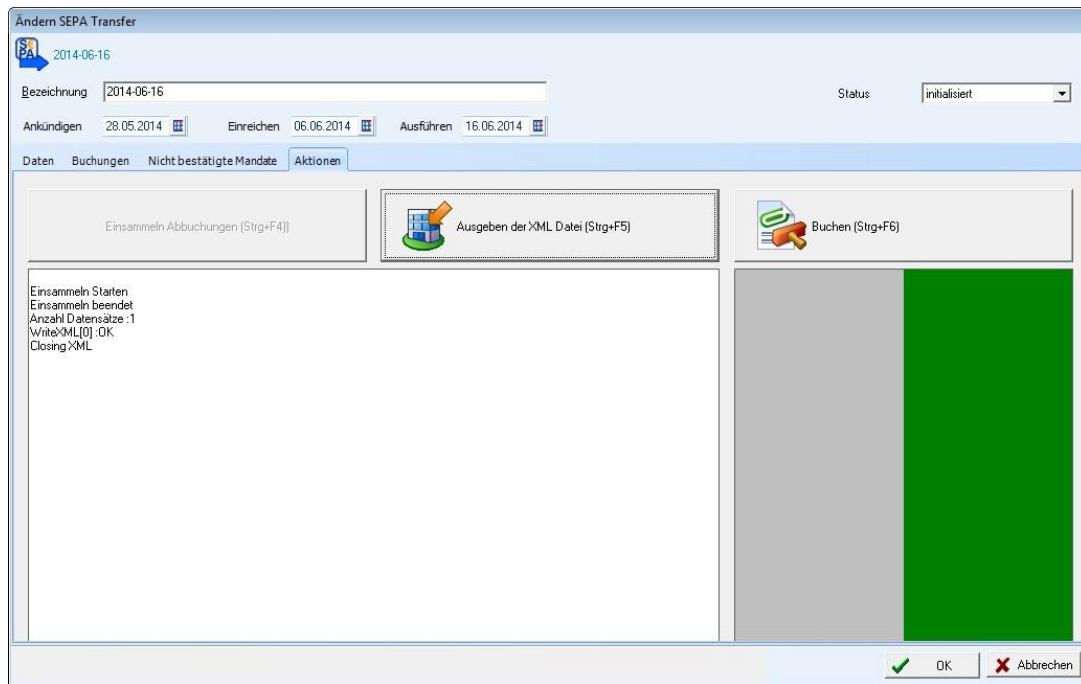 Ändern SEPA Transfer
SEPA 2014-06-16
Bezeichnung 2014-06-16 Status initialisiert
Ankündigen 28.05.2014 Einreichen 06.06.2014 Ausführen 16.06.2014
Daten Buchungen Nicht bestätigte Mandate Aktionen
Einsammeln Abbuchungen (Strg+F4)) Ausgeben der XML Datei (Strg+F5) Buchen (Strg+F6)
Einsammeln Starten
Einsammeln beendet
Anzahl Datensätze :1
WriteXML[0] :OK
Closing XML
OK Abbrechen